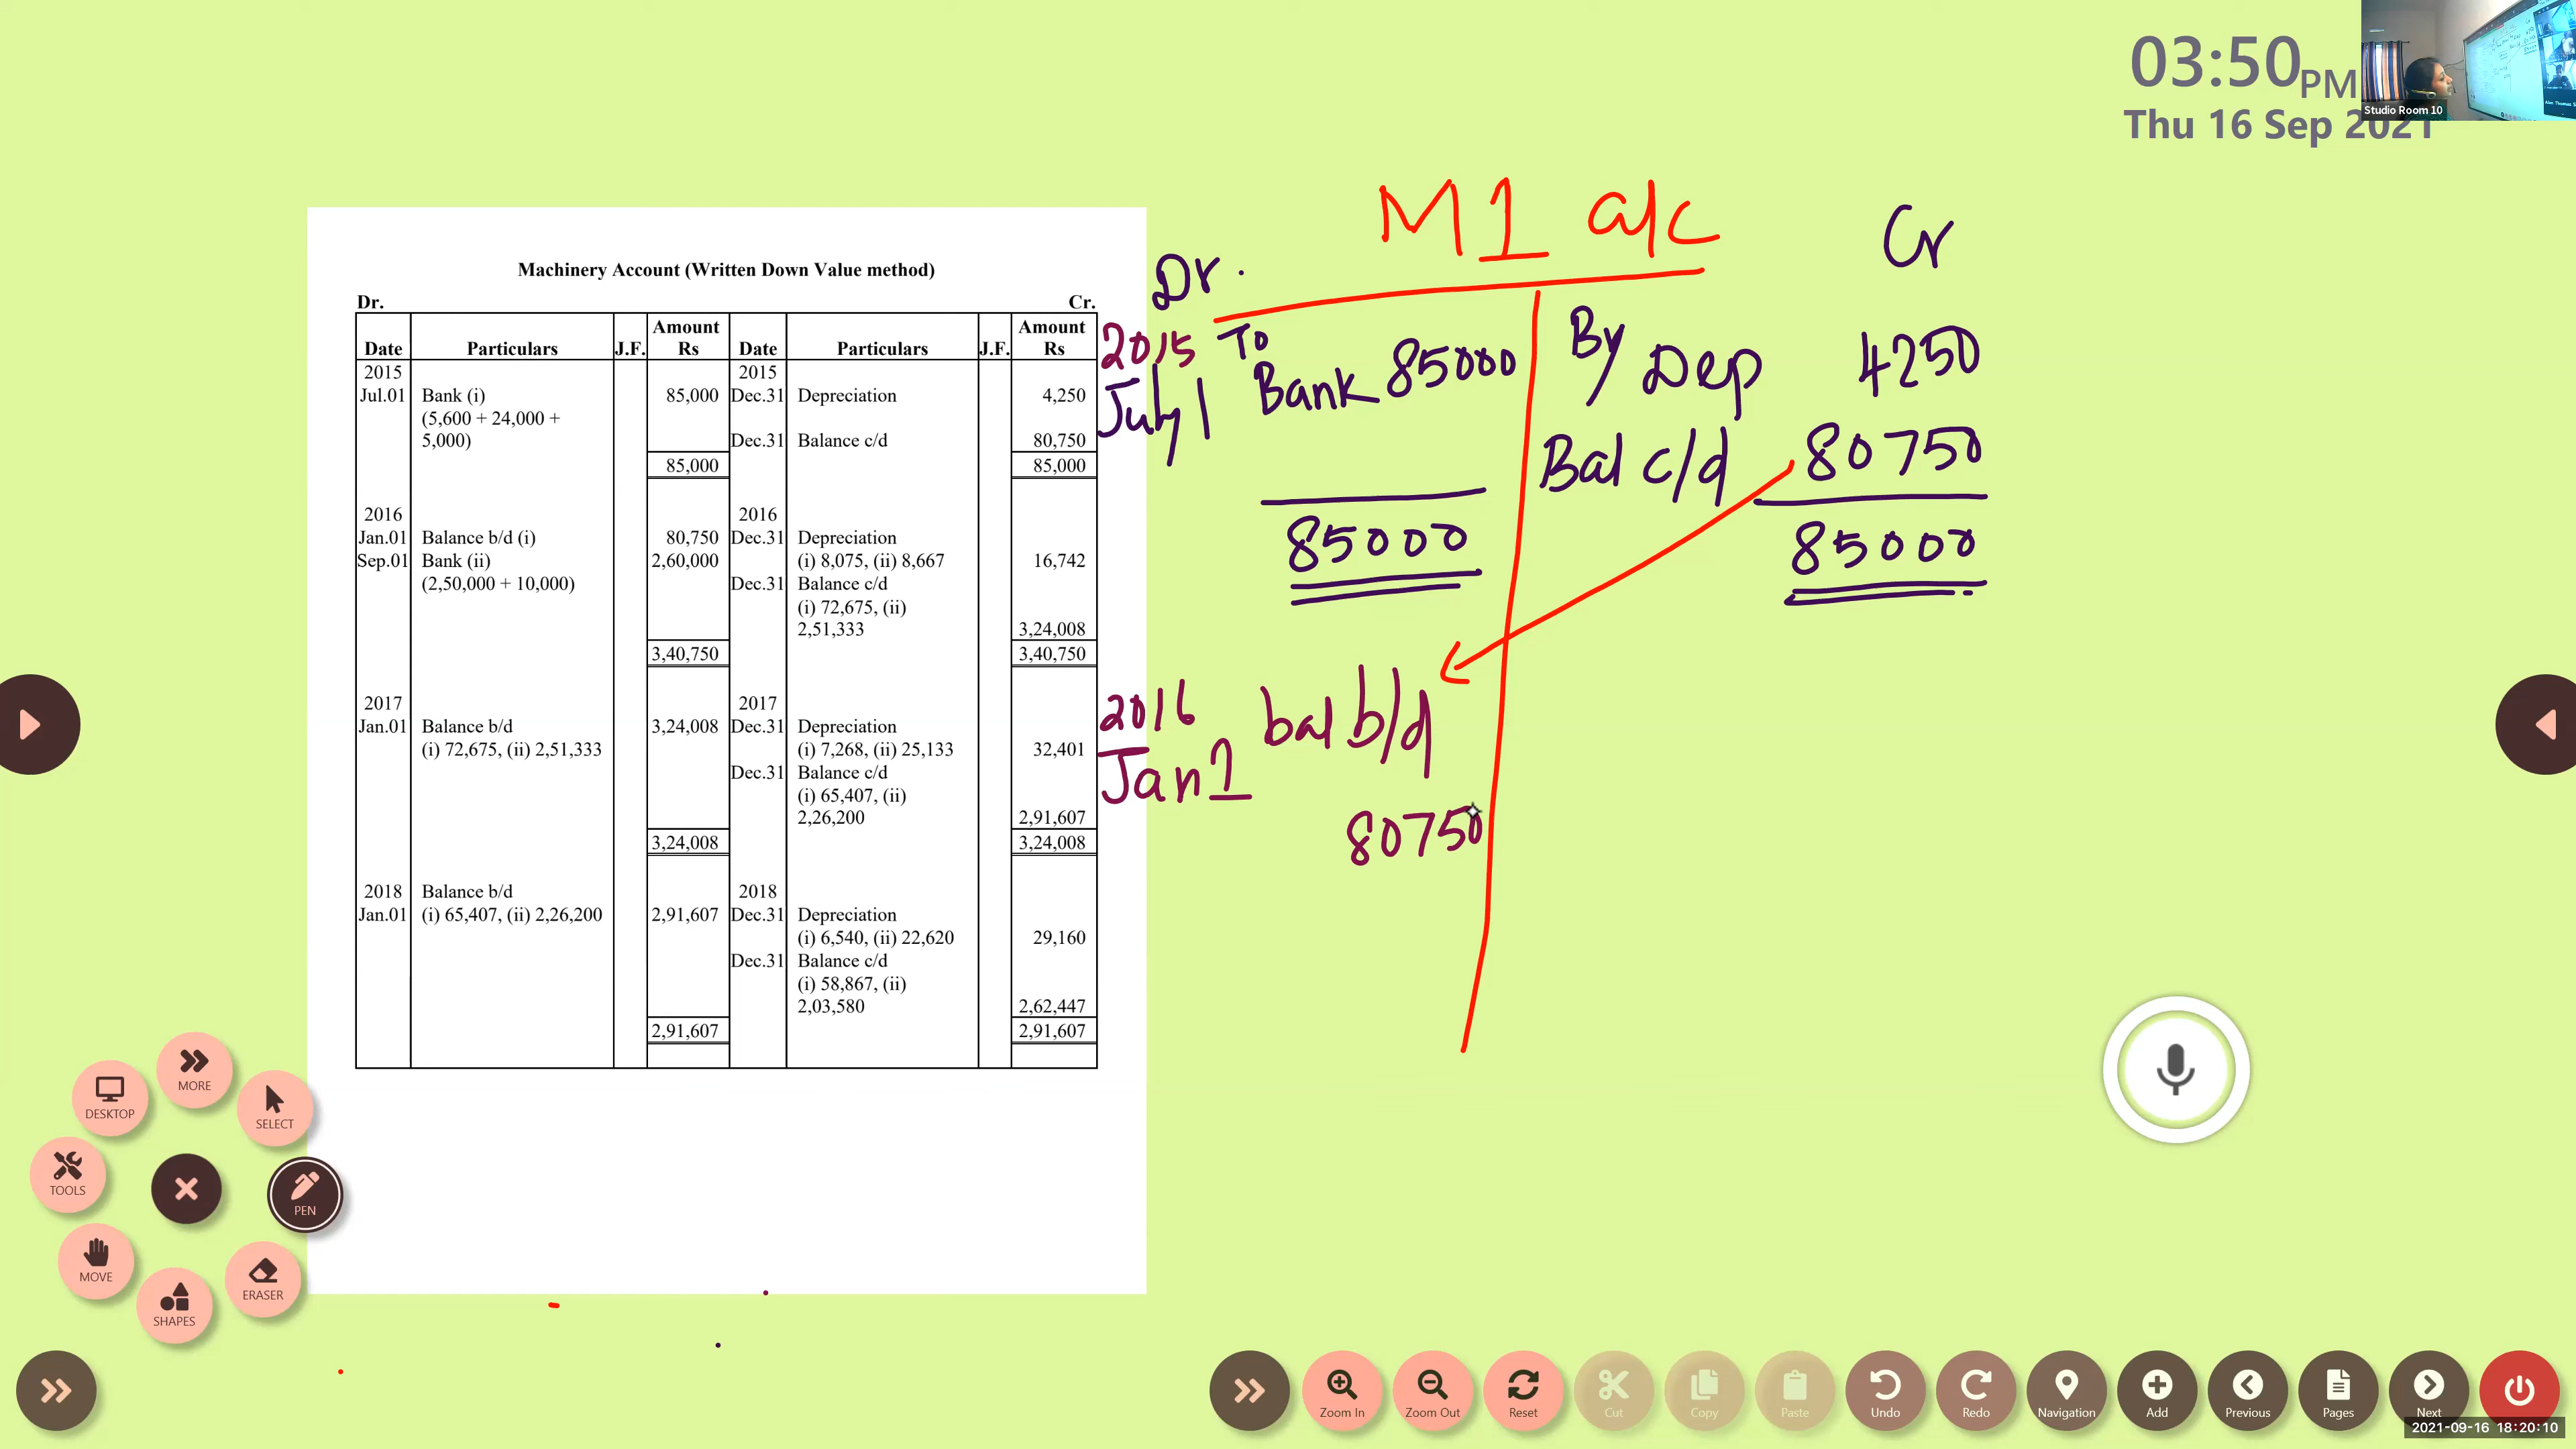 03:50 PM
Thu 16 Sep 2021
Studio Room 10
Machinery Account (Written Down Value method)
Dr. Cr.
Date Particulars J.F. Amount Rs Date Particulars J.F. Amount Rs
2015 2015
Jul.01 Bank (i) 85,000 Dec.31 Depreciation 4,250
(5,600 + 24,000 +
5,000) Dec.31 Balance c/d 80,750
85,000 85,000
2016 2016
Jan.01 Balance b/d (i) 80,750 Dec.31 Depreciation
Sep.01 Bank (ii) 2,60,000 (i) 8,075, (ii) 8,667 16,742
(2,50,000 + 10,000) Dec.31 Balance c/d
(i) 72,675, (ii)
2,51,333 3,24,008
3,40,750 3,40,750
2017 2017
Jan.01 Balance b/d 3,24,008 Dec.31 Depreciation
(i) 72,675, (ii) 2,51,333 (i) 7,268, (ii) 25,133 32,401
Dec.31 Balance c/d
(i) 65,407, (ii)
2,26,200 2,91,607
3,24,008 3,24,008
2018 Balance b/d 2018
Jan.01 (i) 65,407, (ii) 2,26,200 2,91,607 Dec.31 Depreciation
(i) 6,540, (ii) 22,620 29,160
Dec.31 Balance c/d
(i) 58,867, (ii)
2,03,580 2,62,447
2,91,607 2,91,607
M1 a/c
Dr. Cr
2015 To By
July 1 Bank 85000 Dep 4250
Bal c/d 80750
85000 85000
2016 bal b/d
Jan 1
80750
MORE
DESKTOP
SELECT
TOOLS
PEN
MOVE
ERASER
SHAPES
Zoom In Zoom Out Reset Cut Copy Paste Undo Redo Navigation Add Previous Pages Next
2021-09-16 18:20:10